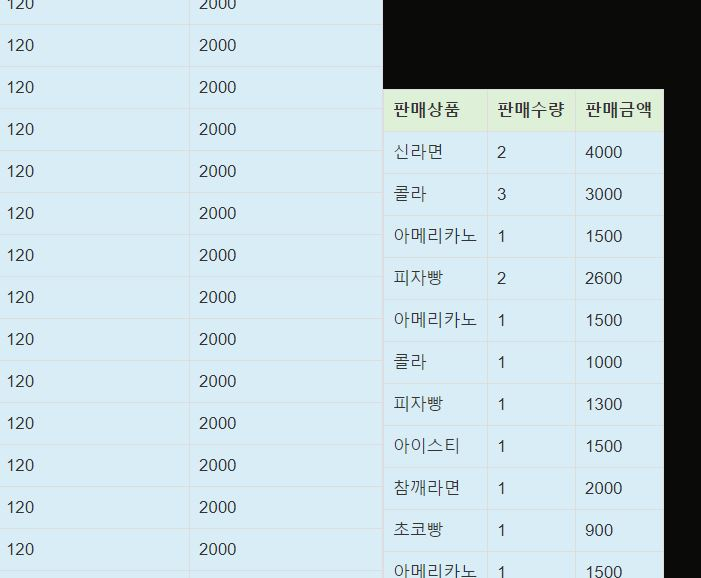 120 2000
120 2000
120 2000
판매상품 판매수량 판매금액
120 2000
신라면 2 4000
120 2000
콜라 3 3000
120 2000
아메리카노 1 1500
120 2000
피자빵 2 2600
120 2000
아메리카노 1 1500
120 2000
콜라 1 1000
120 2000
피자빵 1 1300
120 2000
아이스티 1 1500
120 2000
참깨라면 1 2000
120 2000
초코빵 1 900
120 2000
아메리카노 1 1500